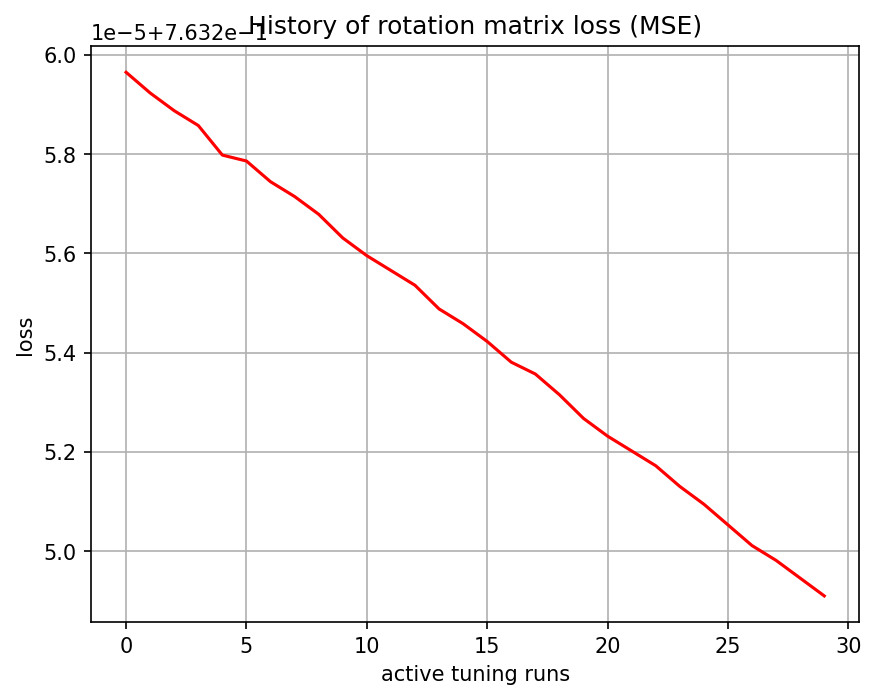 1e−5+7.632e−1
History of rotation matrix loss (MSE)
6.0
5.8
5.6
5.4
5.2
5.0
loss
0 5 10 15 20 25 30
active tuning runs